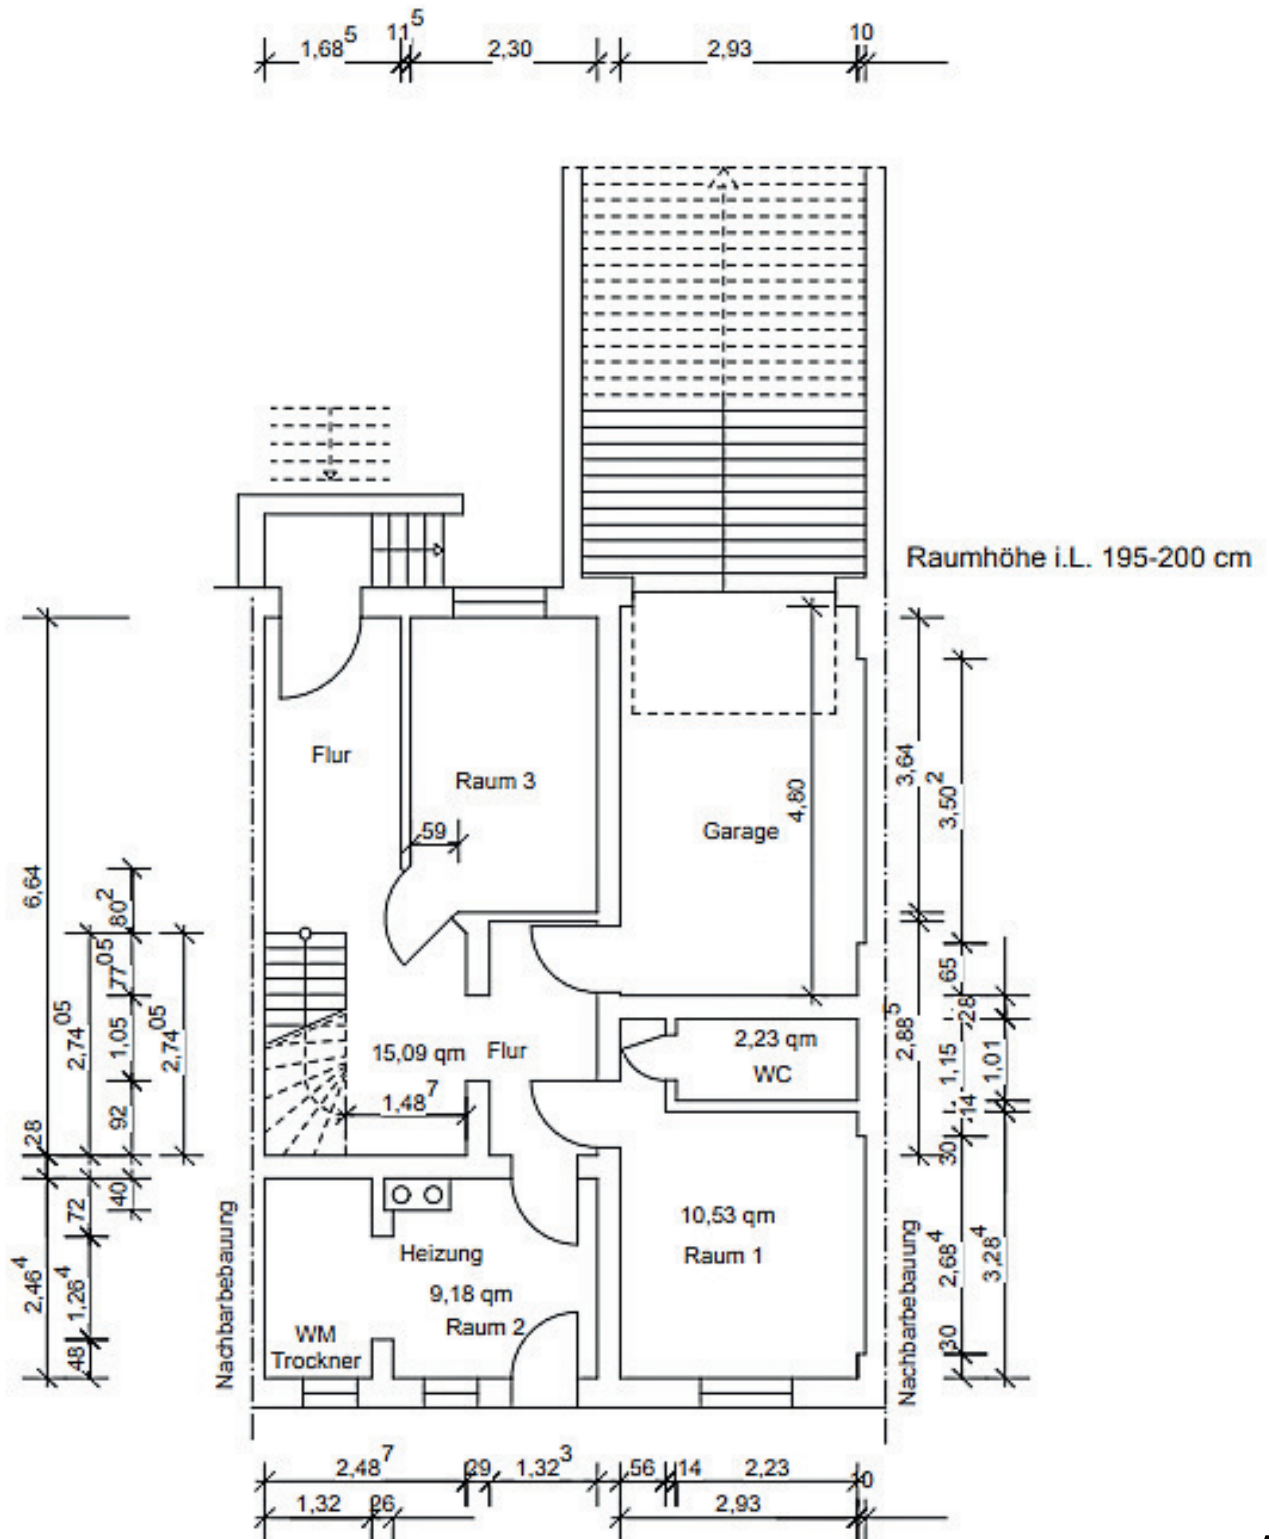 1,68⁵ 11⁵ 2,30 2,93 10
Raumhöhe i.L. 195-200 cm
Flur
Raum 3
59
Garage
4,80
15,09 qm Flur
1,48⁷
2,23 qm
WC
10,53 qm
Raum 1
Heizung
9,18 qm
Raum 2
WM
Trockner
Nachbarbebauung
Nachbarbebauung
6,64
,28
2,46⁴
2,74⁰⁵
72
1,26⁴
48
80²
77⁰⁵
1,05
92
40
2,74⁰⁵
3,64
2,88⁵
3,50²
65
28
1,15
14
30
2,68⁴
30
1,01
3,28⁴
2,48⁷ 29 1,32³ 56 14 2,23
1,32 26 2,93